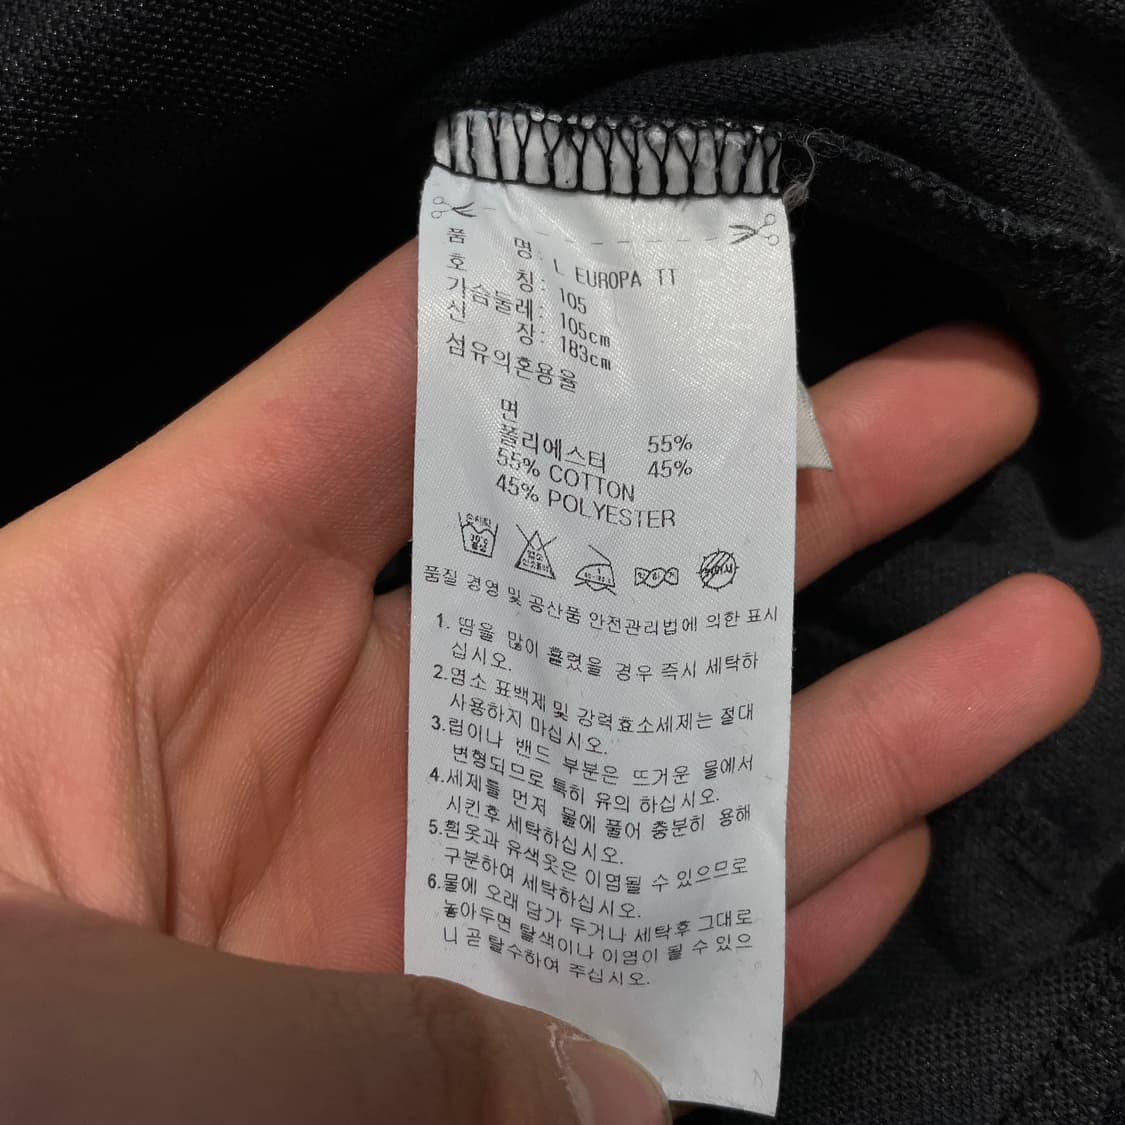 품 명: L EUROPA TT
호 칭: 105
가슴둘레: 105cm
신 장: 183cm
섬유의혼용율
면 55%
폴리에스터 45%
55% COTTON
45% POLYESTER
손세탁 30℃ 중성
염소
품질 경영 및 공산품 안전관리법에 의한 표시
1. 땀을 많이 흘렸을 경우 즉시 세탁하
십시오.
2.염소 표백제및 강력효소세제는 절대
사용하지 마십시오.
3.립이나 밴드 부분은 뜨거운 물에서
변형되므로 특히 유의 하십시오.
4.세제를 먼저 물에 풀어 충분히 용해
시킨후 세탁하십시오.
5.흰옷과 유색옷은 이염될 수 있으므로
구분하여 세탁하십시오.
6.물에 오래 담가 두거나 세탁후 그대로
놓아두면 탈색이나 이염이 될 수 있으
니 곧 탈수하여 주십시오.